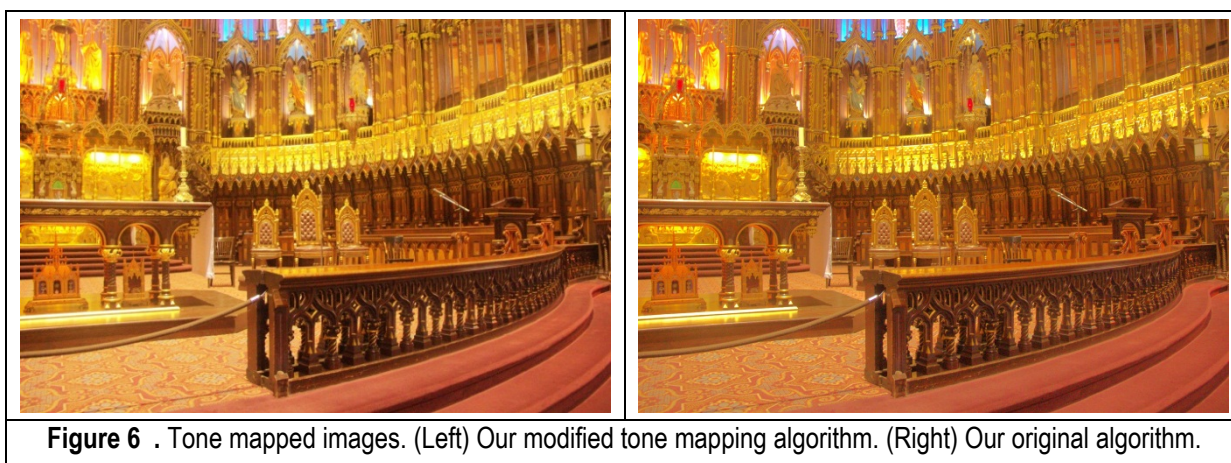 Figure 6 . Tone mapped images. (Left) Our modified tone mapping algorithm. (Right) Our original algorithm.